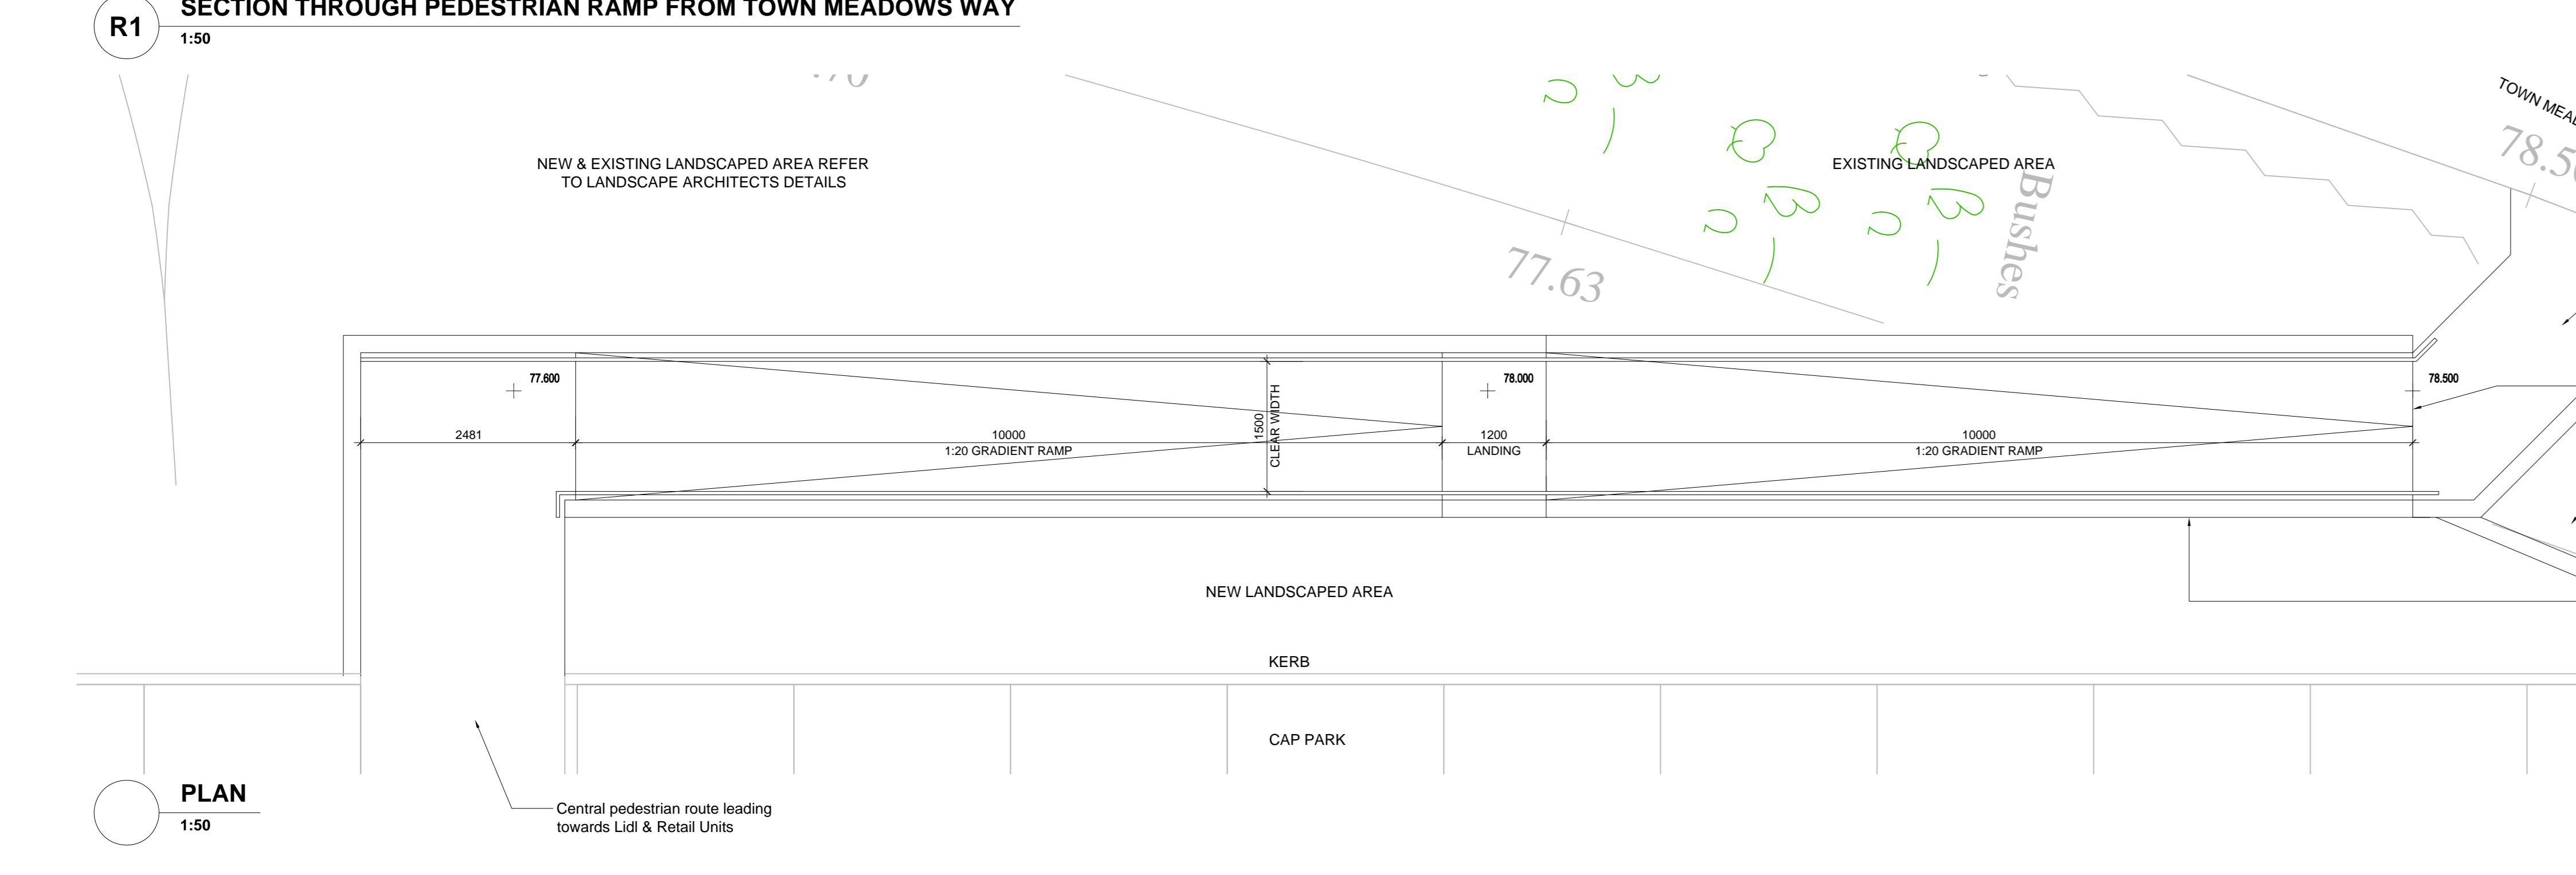 SECTION THROUGH PEDESTRIAN RAMP FROM TOWN MEADOWS WAY
R1
1:50
NEW & EXISTING LANDSCAPED AREA REFER
TO LANDSCAPE ARCHITECTS DETAILS
EXISTING LANDSCAPED AREA
Bushes
77.63
77.600
78.000
78.500
2481
10000
1:20 GRADIENT RAMP
1500
CLEAR WIDTH
1200
LANDING
10000
1:20 GRADIENT RAMP
NEW LANDSCAPED AREA
KERB
CAP PARK
PLAN
1:50
Central pedestrian route leading
towards Lidl & Retail Units
TOWN